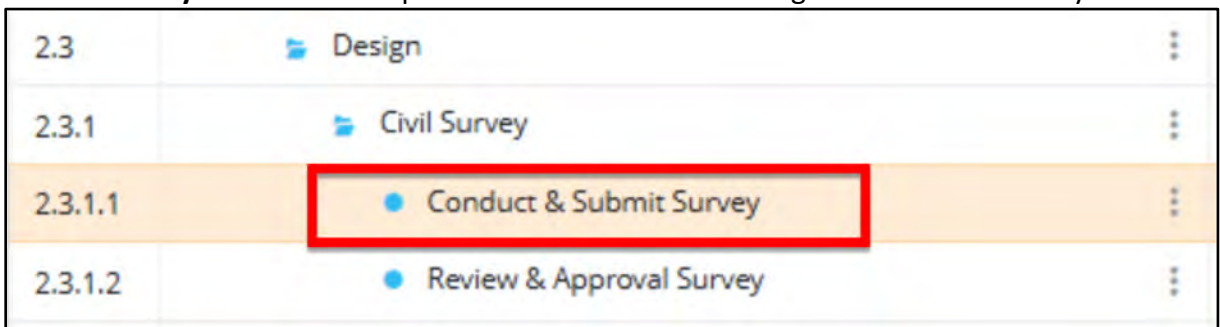 2.3 Design
2.3.1 Civil Survey
2.3.1.1 Conduct & Submit Survey
2.3.1.2 Review & Approval Survey